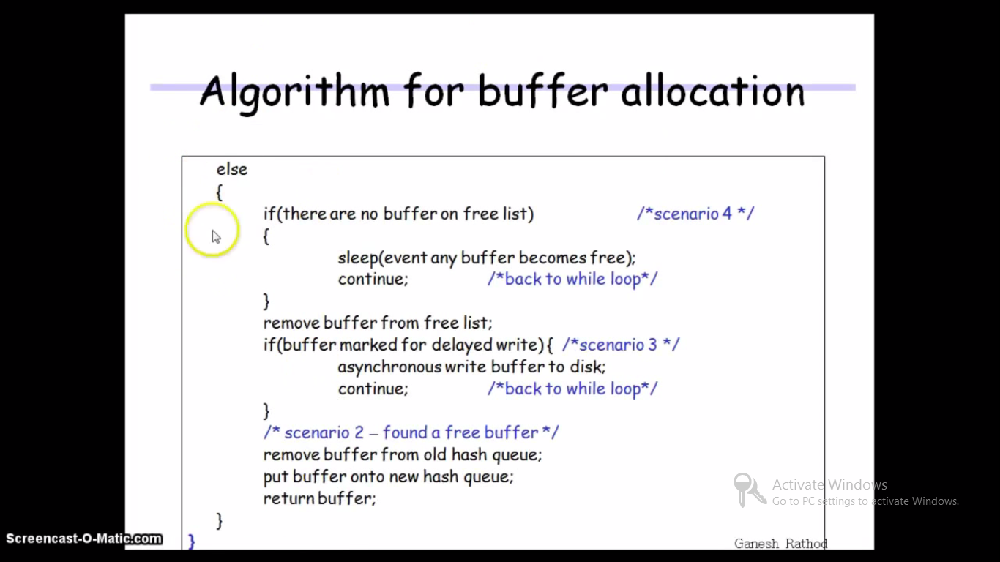 Algorithm for buffer allocation
else
{
if(there are no buffer on free list) /*scenario 4 */
{
sleep(event any buffer becomes free);
continue; /*back to while loop*/
}
remove buffer from free list;
if(buffer marked for delayed write){ /*scenario 3 */
asynchronous write buffer to disk;
continue; /*back to while loop*/
}
/* scenario 2 – found a free buffer */
remove buffer from old hash queue;
put buffer onto new hash queue;
return buffer;
}
}
Activate Windows
Go to PC settings to activate Windows.
Screencast-O-Matic.com
Ganesh Rathod